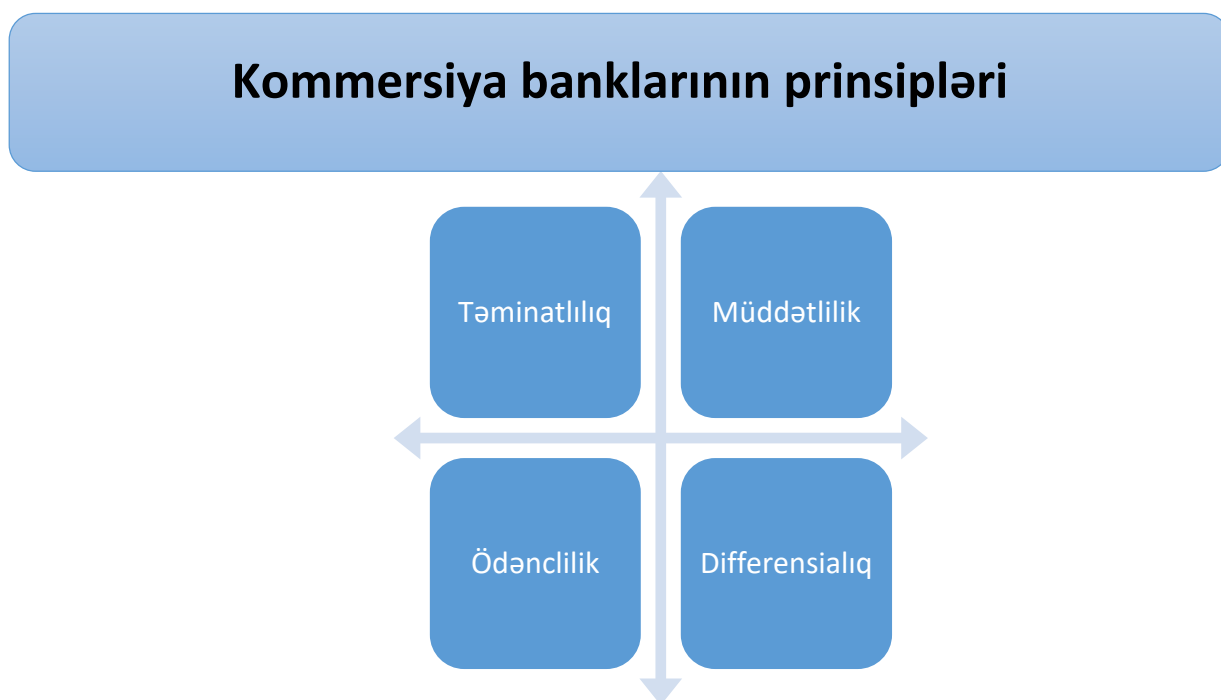 Kommersiya banklarının prinsipləri
Təminatlılıq
Müddətlilik
Ödənclilik
Differensialıq